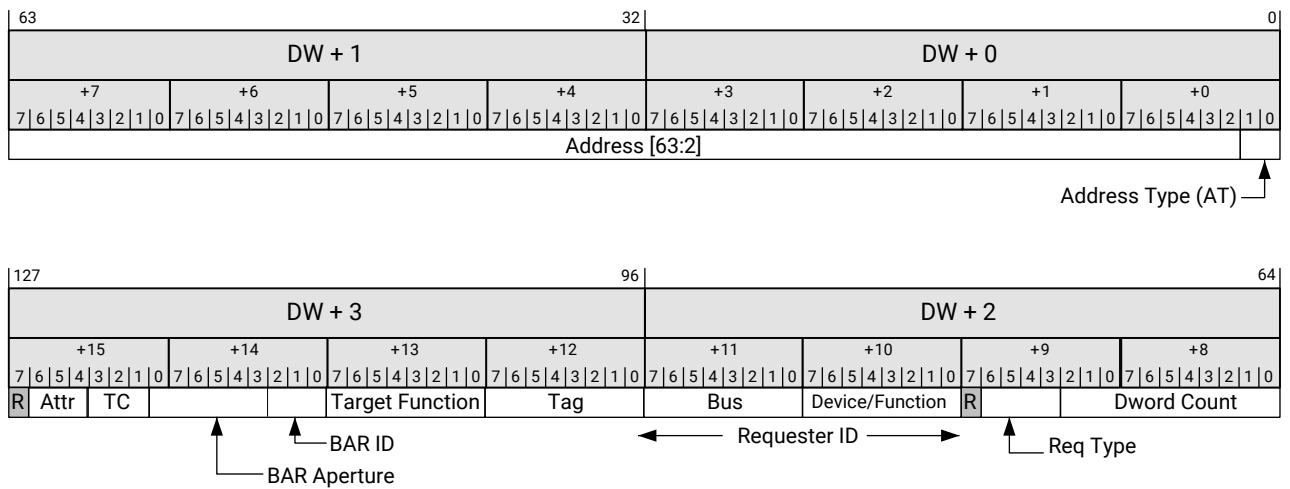 63 32 0
DW + 1 DW + 0
+7 +6 +5 +4 +3 +2 +1 +0
7 6 5 4 3 2 1 0 7 6 5 4 3 2 1 0 7 6 5 4 3 2 1 0 7 6 5 4 3 2 1 0 7 6 5 4 3 2 1 0 7 6 5 4 3 2 1 0 7 6 5 4 3 2 1 0 7 6 5 4 3 2 1 0
Address [63:2]
Address Type (AT)
127 96 64
DW + 3 DW + 2
+15 +14 +13 +12 +11 +10 +9 +8
7 6 5 4 3 2 1 0 7 6 5 4 3 2 1 0 7 6 5 4 3 2 1 0 7 6 5 4 3 2 1 0 7 6 5 4 3 2 1 0 7 6 5 4 3 2 1 0 7 6 5 4 3 2 1 0 7 6 5 4 3 2 1 0
R Attr TC Target Function Tag Bus Device/Function R Dword Count
BAR ID Requester ID Req Type
BAR Aperture